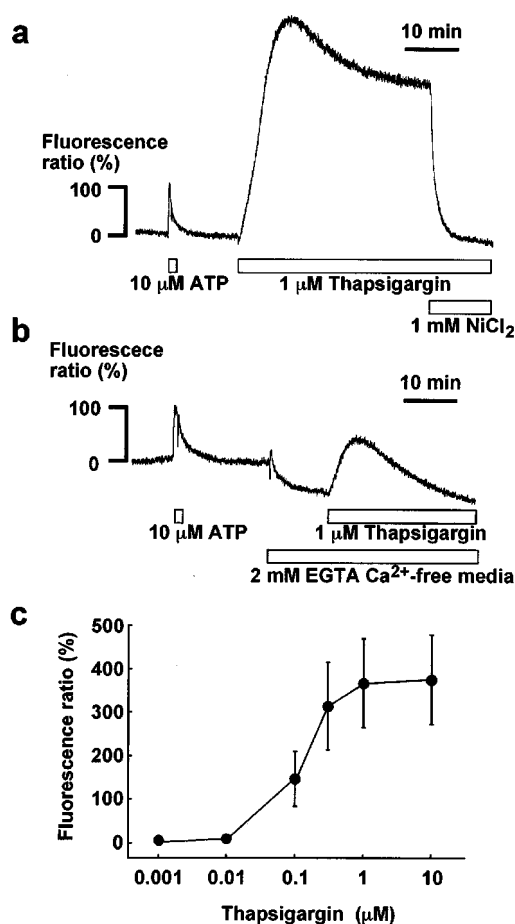 a
10 min
Fluorescence
ratio (%)
100
0
10 µM ATP
1 µM Thapsigargin
1 mM NiCl2
b
Fluorescece
ratio (%)
10 min
100
0
10 µM ATP
1 µM Thapsigargin
2 mM EGTA Ca2+-free media
c
Fluorescence ratio (%)
500
400
300
200
100
0
0.001 0.01 0.1 1 10
Thapsigargin (µM)